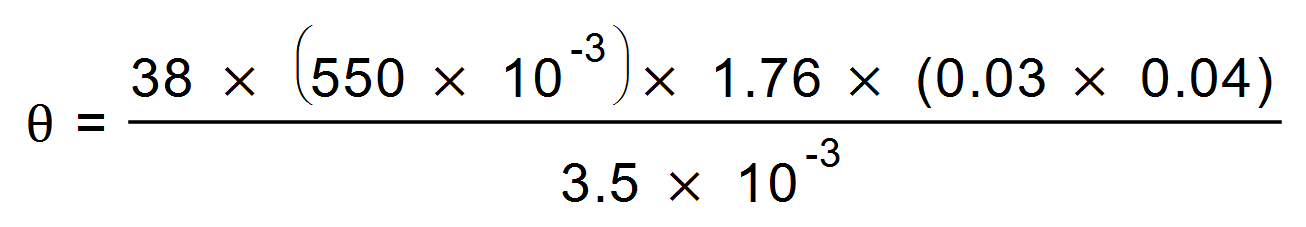 θ = (38 × (550 × 10^-3) × 1.76 × (0.03 × 0.04)) / (3.5 × 10^-3)